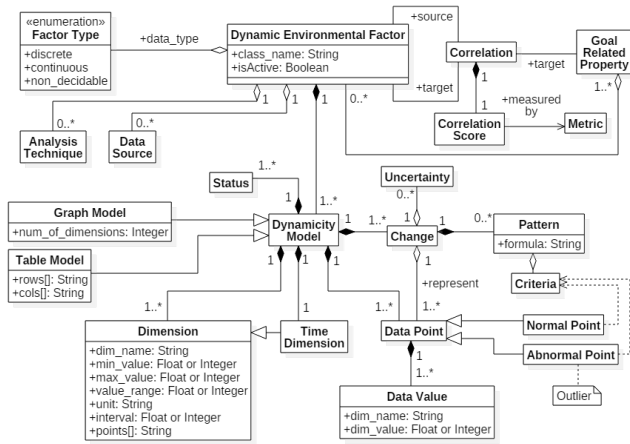 «enumeration»
Factor Type
+discrete
+continuous
+non_decidable
+data_type
Dynamic Environmental Factor
+class_name: String
+isActive: Boolean
+source
+target
Correlation
+target
Goal
Related
Property
1
1
1
0..*
1
1..*
0..*
0..*
1
+measured
by
Analysis
Technique
Data
Source
Correlation
Score
Metric
Uncertainty
1..*
Status
0..*
1
1..*
1
Graph Model
+num_of_dimensions: Integer
Dynamicity
Model
1
1..*
Change
1
0..*
Pattern
+formula: String
Table Model
+rows[]: String
+cols[]: String
1
1
1
1
+represent
Criteria
1..*
1
1..*
1..*
Dimension
+dim_name: String
+min_value: Float or Integer
+max_value: Float or Integer
+value_range: Float or Integer
+unit: String
+interval: Float or Integer
+points[]: String
Time
Dimension
Data Point
Normal Point
Abnormal Point
1
1..*
Outlier
Data Value
+dim_name: String
+dim_value: Float or Integer